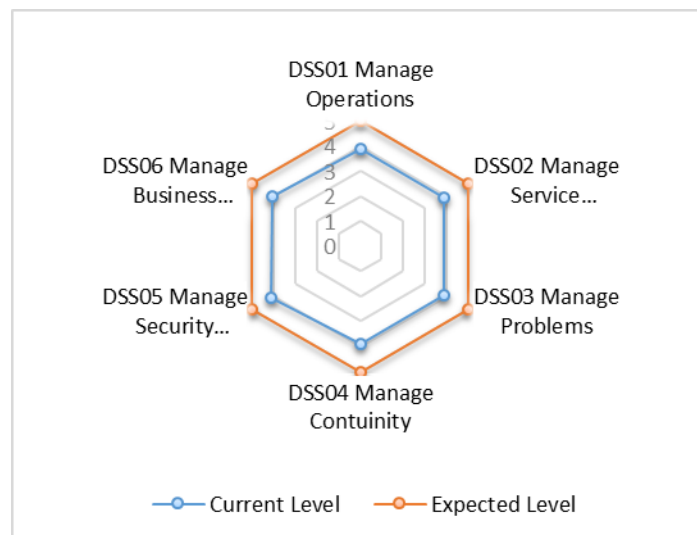 DSS01 Manage
Operations
5
4
3
2
1
0
DSS06 Manage
Business...
DSS02 Manage
Service...
DSS05 Manage
Security...
DSS03 Manage
Problems
DSS04 Manage
Contuinity
Current Level
Expected Level